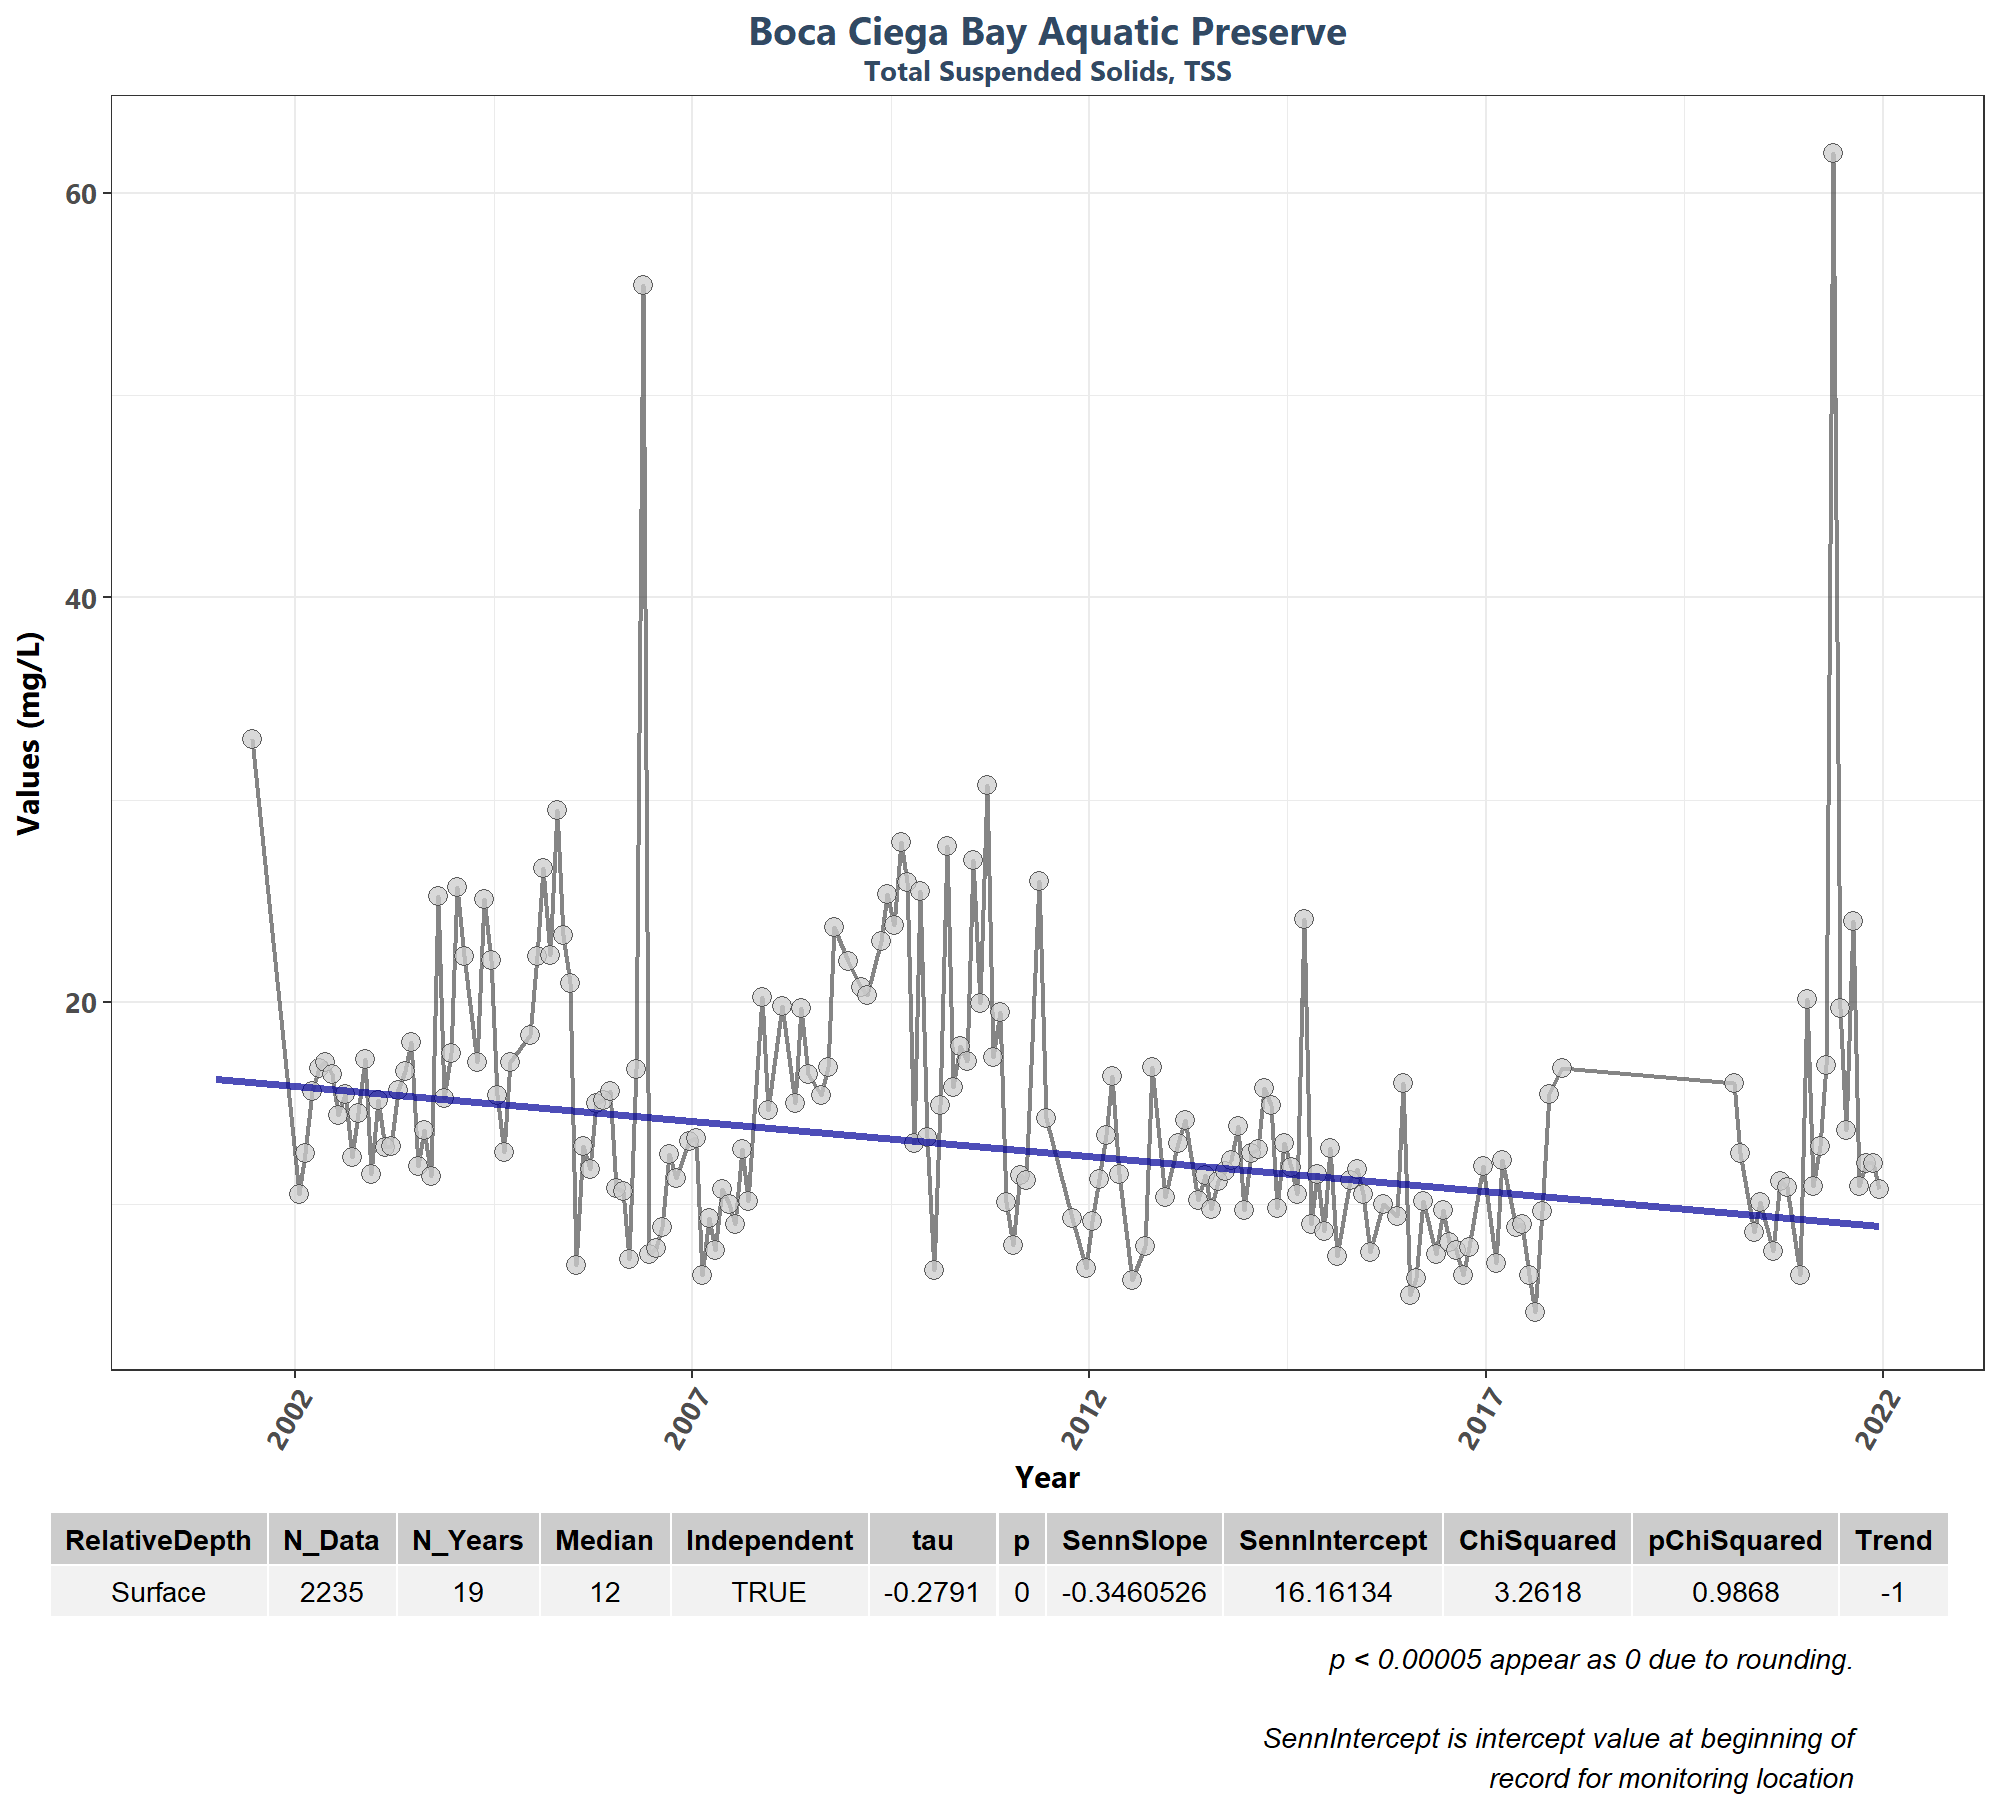 Boca Ciega Bay Aquatic Preserve
Total Suspended Solids, TSS
Values (mg/L)
60
40
20
2002 2007 2012 2017 2022
Year
RelativeDepth N_Data N_Years Median Independent tau p SennSlope SennIntercept ChiSquared pChiSquared Trend
Surface 2235 19 12 TRUE -0.2791 0 -0.3460526 16.16134 3.2618 0.9868 -1
p < 0.00005 appear as 0 due to rounding.
SennIntercept is intercept value at beginning of
record for monitoring location